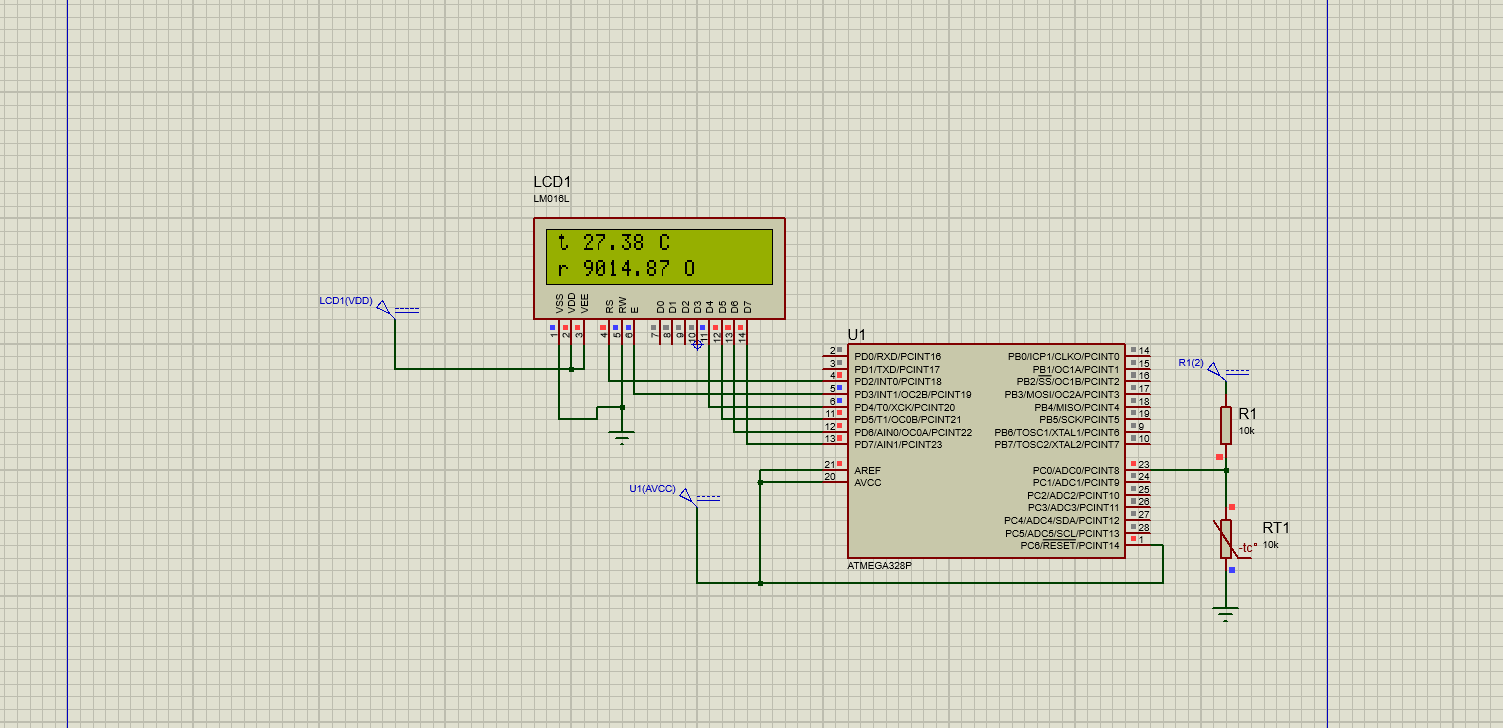 LCD1
LM016L
t 27.38 C
r 9014.87 O
VSS
VDD
VEE
RS
RW
E
D0
D1
D2
D3
D4
D5
D6
D7
1
2
3
4
5
6
7
8
9
10
11
12
13
14
LCD1(VDD)
U1
2 PD0/RXD/PCINT16
3 PD1/TXD/PCINT17
4 PD2/INT0/PCINT18
5 PD3/INT1/OC2B/PCINT19
6 PD4/T0/XCK/PCINT20
11 PD5/T1/OC0B/PCINT21
12 PD6/AIN0/OC0A/PCINT22
13 PD7/AIN1/PCINT23
21 AREF
20 AVCC
PB0/ICP1/CLKO/PCINT0 14
PB1/OC1A/PCINT1 15
PB2/SS/OC1B/PCINT2 16
PB3/MOSI/OC2A/PCINT3 17
PB4/MISO/PCINT4 18
PB5/SCK/PCINT5 19
PB6/TOSC1/XTAL1/PCINT6 9
PB7/TOSC2/XTAL2/PCINT7 10
PC0/ADC0/PCINT8 23
PC1/ADC1/PCINT9 24
PC2/ADC2/PCINT10 25
PC3/ADC3/PCINT11 26
PC4/ADC4/SDA/PCINT12 27
PC5/ADC5/SCL/PCINT13 28
PC6/RESET/PCINT14 1
ATMEGA328P
U1(AVCC)
R1(2)
R1
10k
RT1
10k
-tc°